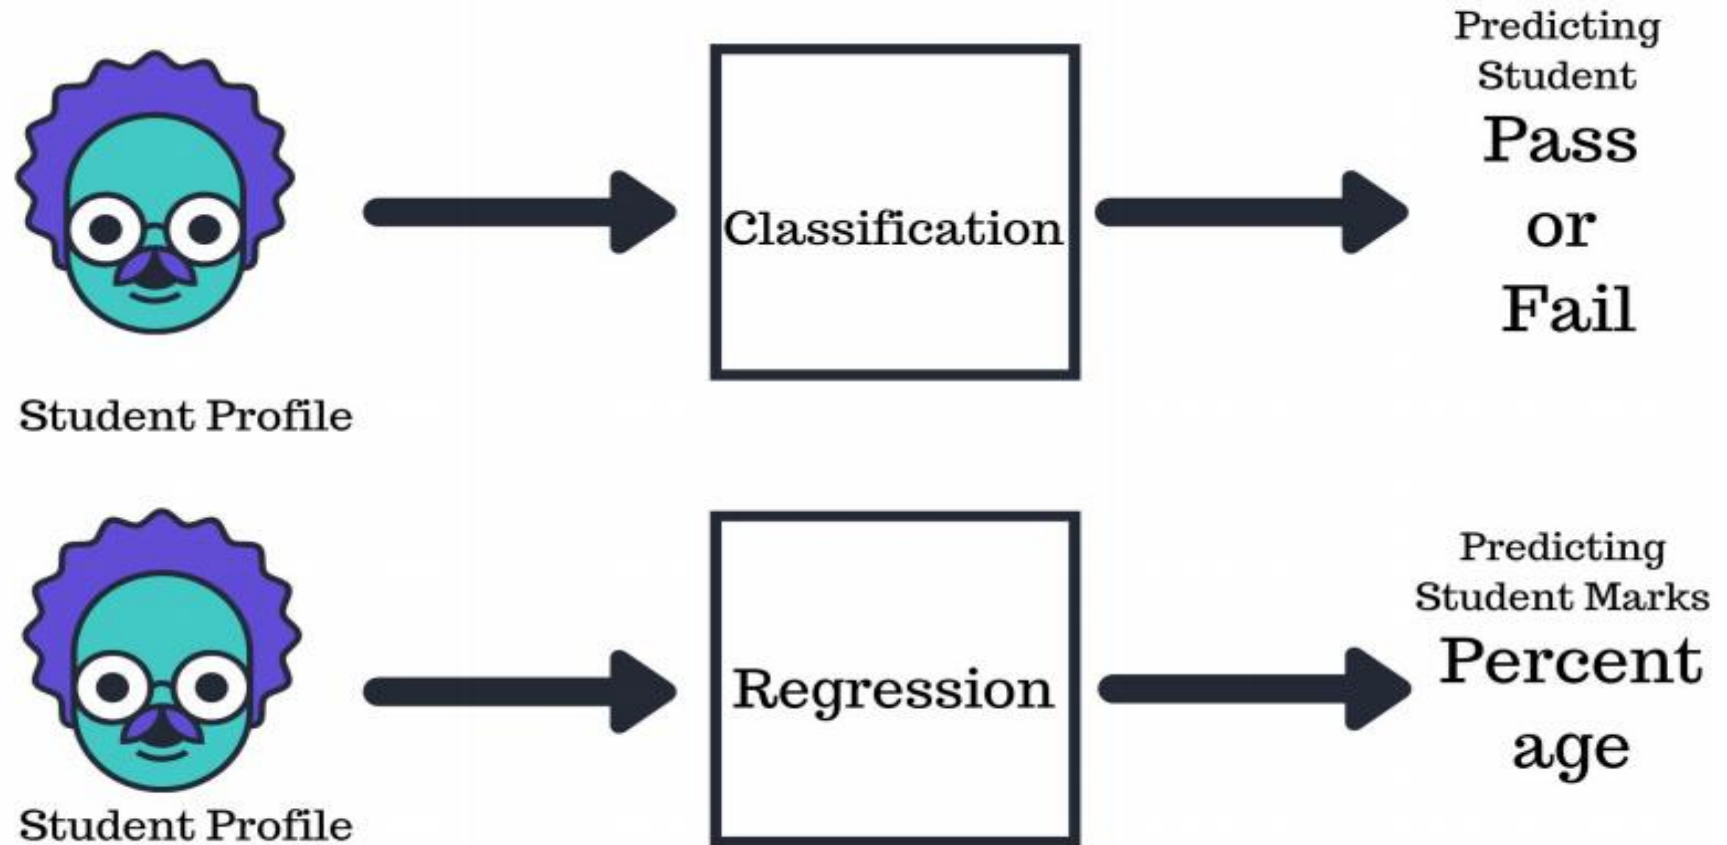 Student Profile
Classification
Predicting
Student
Pass
or
Fail
Student Profile
Regression
Predicting
Student Marks
Percent
age